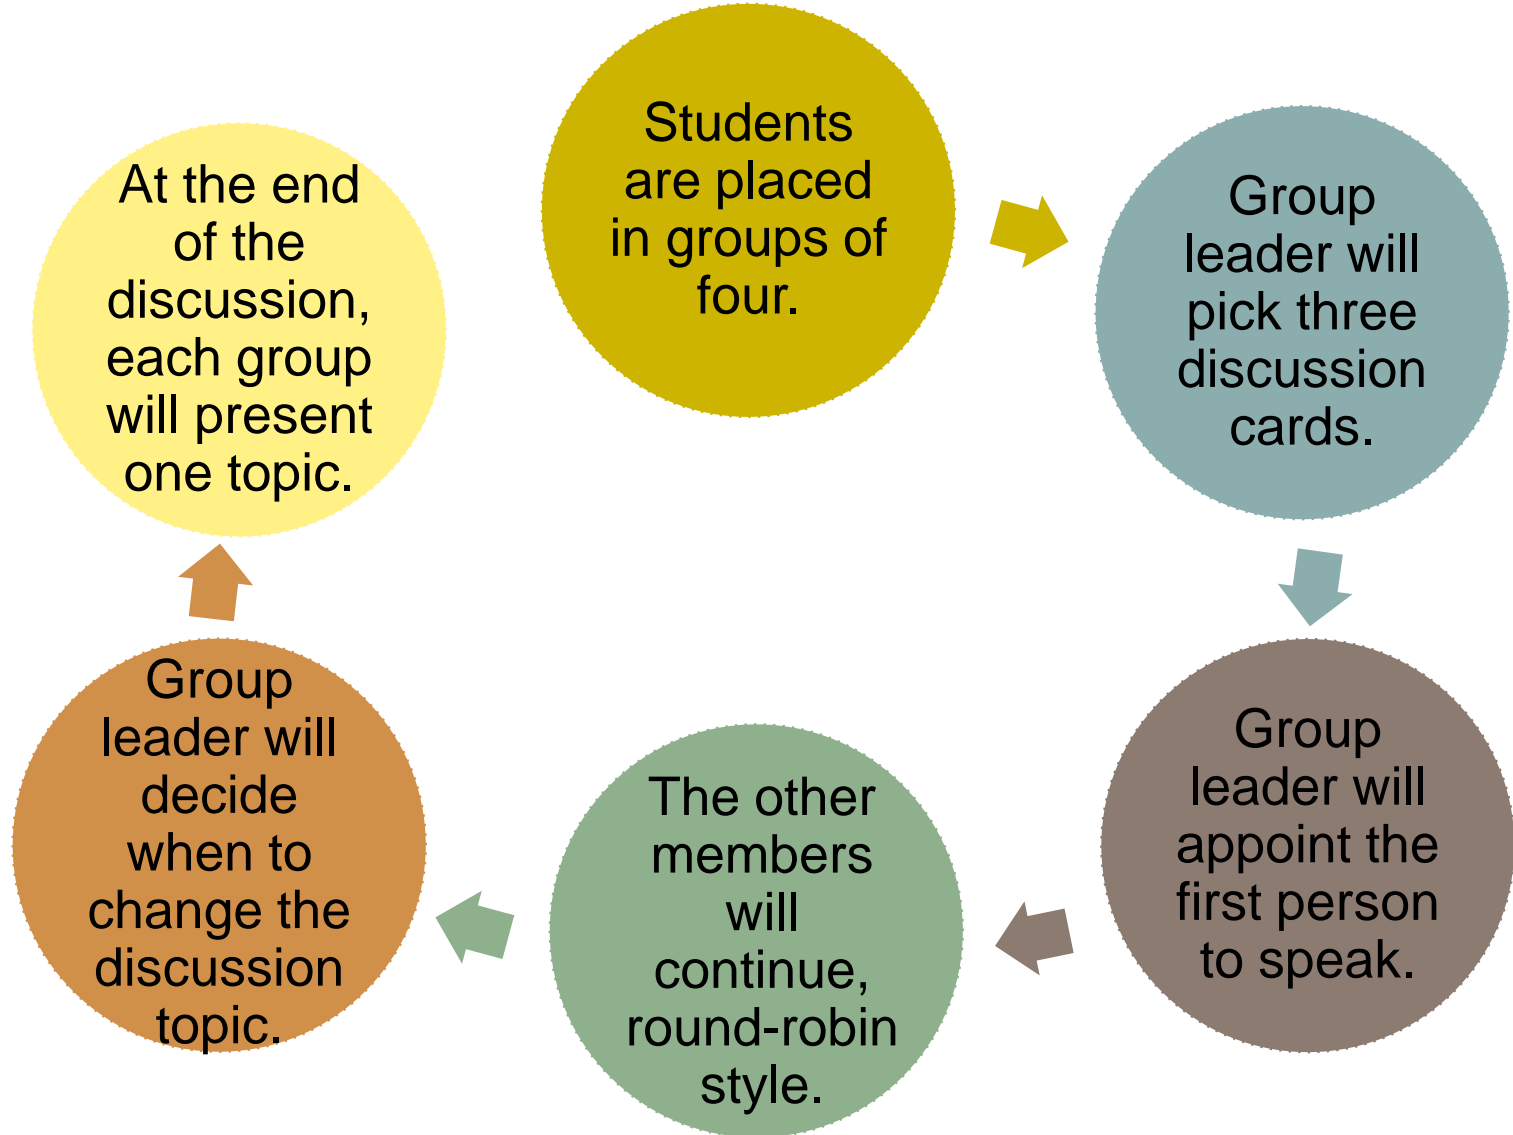 Students
are placed
in groups of
four.
Group
leader will
pick three
discussion
cards.
Group
leader will
appoint the
first person
to speak.
The other
members
will
continue,
round-robin
style.
Group
leader will
decide
when to
change the
discussion
topic.
At the end
of the
discussion,
each group
will present
one topic.